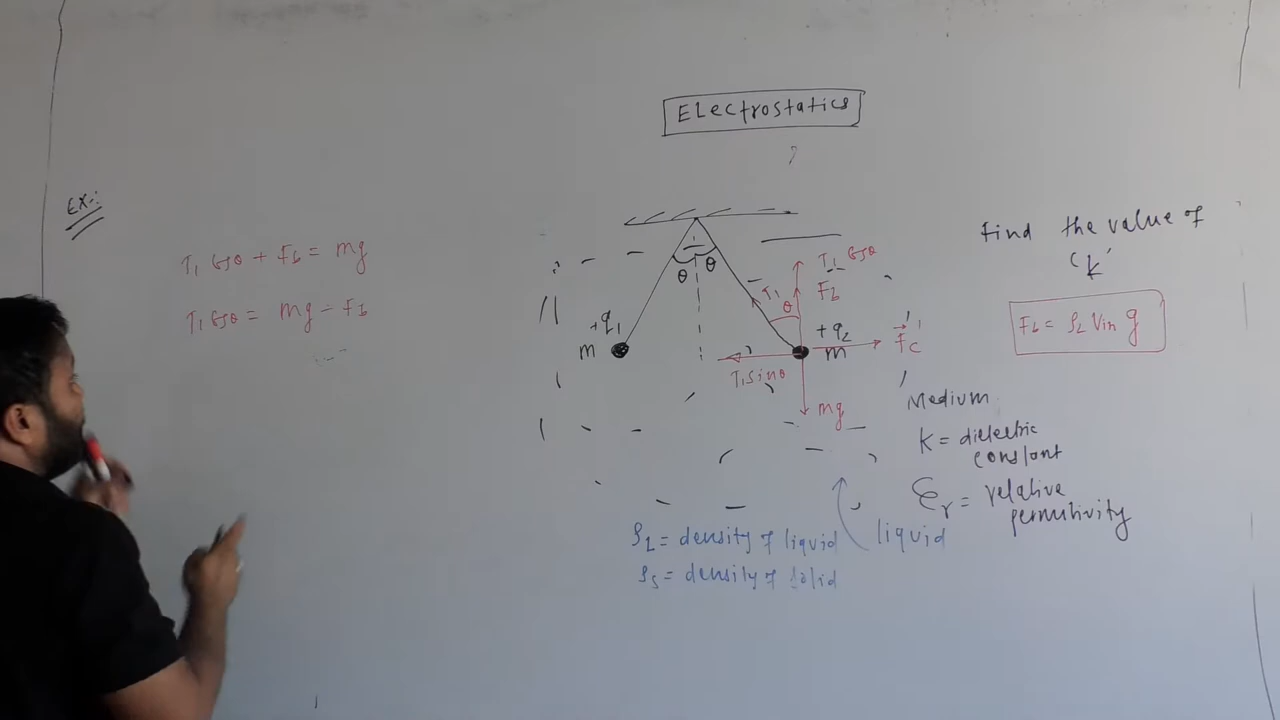 Electrostatics
Ex:-
T₁ cosθ + Fb = mg
T₁ cosθ = mg - Fb
θ θ
+q₁
m
T₁ cosθ
Fb
T₁
θ
+q₂
m
F'c
T₁ sinθ
mg
Find the value of
'k'
Fb = ρL Vin g
Medium
K = dielectric
constant
εr = relative
permitivity
liquid
ρL = density of liquid
ρs = density of solid